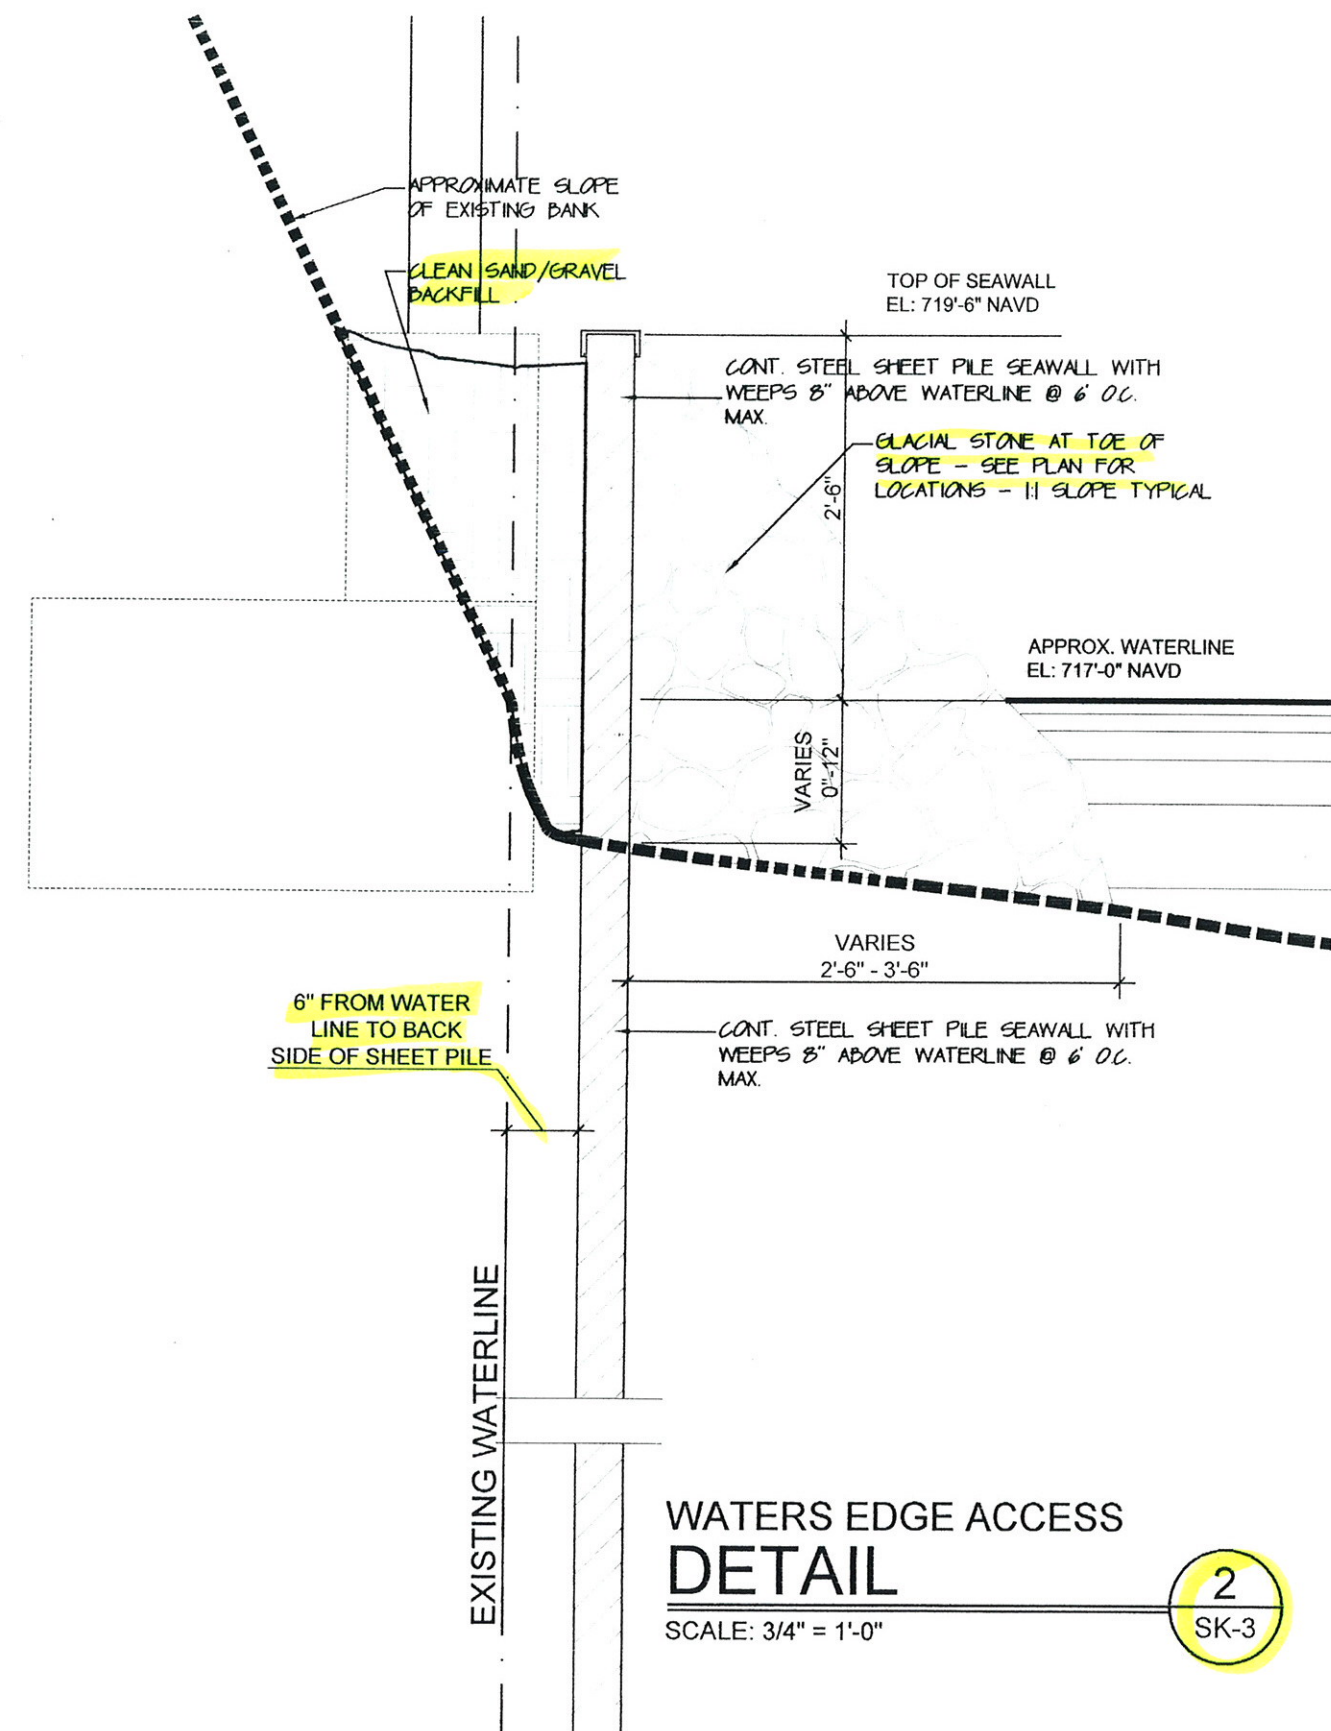 APPROXIMATE SLOPE
OF EXISTING BANK
CLEAN SAND/GRAVEL
BACKFILL
TOP OF SEAWALL
EL: 719'-6" NAVD
CONT. STEEL SHEET PILE SEAWALL WITH
WEEPS 8" ABOVE WATERLINE @ 6' O.C.
MAX.
GLACIAL STONE AT TOE OF
SLOPE - SEE PLAN FOR
LOCATIONS - 1:1 SLOPE TYPICAL
2'-6"
APPROX. WATERLINE
EL: 717'-0" NAVD
VARIES
0"-12"
VARIES
2'-6" - 3'-6"
6" FROM WATER
LINE TO BACK
SIDE OF SHEET PILE
CONT. STEEL SHEET PILE SEAWALL WITH
WEEPS 8" ABOVE WATERLINE @ 6' O.C.
MAX.
EXISTING WATERLINE
WATERS EDGE ACCESS
DETAIL
SCALE: 3/4" = 1'-0"
2
SK-3